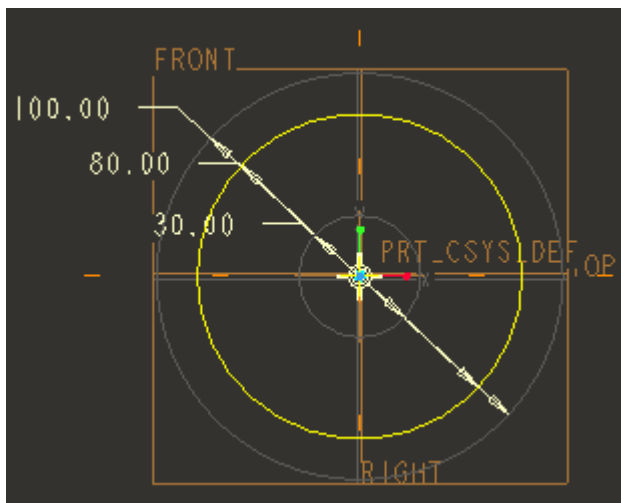 FRONT
100.00
80.00
30.00
Y
PRT_CSYS_DEF
X
TOP
RIGHT